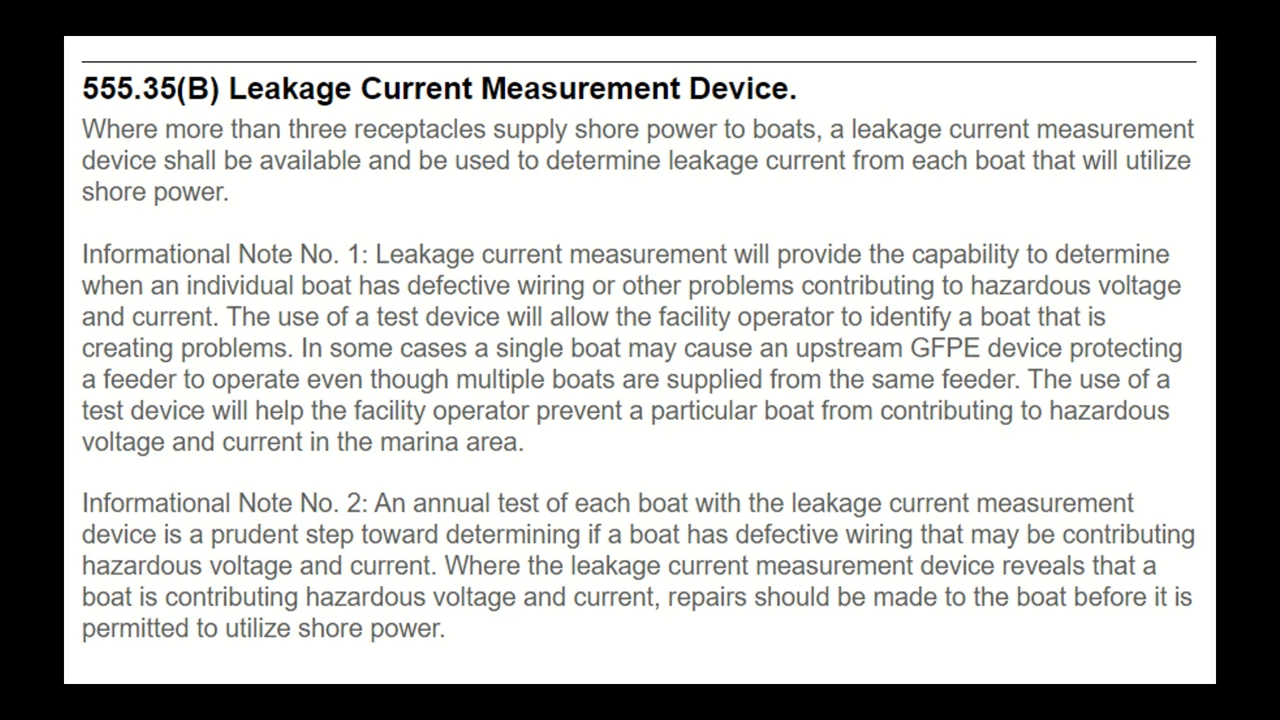 555.35(B) Leakage Current Measurement Device.
Where more than three receptacles supply shore power to boats, a leakage current measurement
device shall be available and be used to determine leakage current from each boat that will utilize
shore power.
Informational Note No. 1: Leakage current measurement will provide the capability to determine
when an individual boat has defective wiring or other problems contributing to hazardous voltage
and current. The use of a test device will allow the facility operator to identify a boat that is
creating problems. In some cases a single boat may cause an upstream GFPE device protecting
a feeder to operate even though multiple boats are supplied from the same feeder. The use of a
test device will help the facility operator prevent a particular boat from contributing to hazardous
voltage and current in the marina area.
Informational Note No. 2: An annual test of each boat with the leakage current measurement
device is a prudent step toward determining if a boat has defective wiring that may be contributing
hazardous voltage and current. Where the leakage current measurement device reveals that a
boat is contributing hazardous voltage and current, repairs should be made to the boat before it is
permitted to utilize shore power.